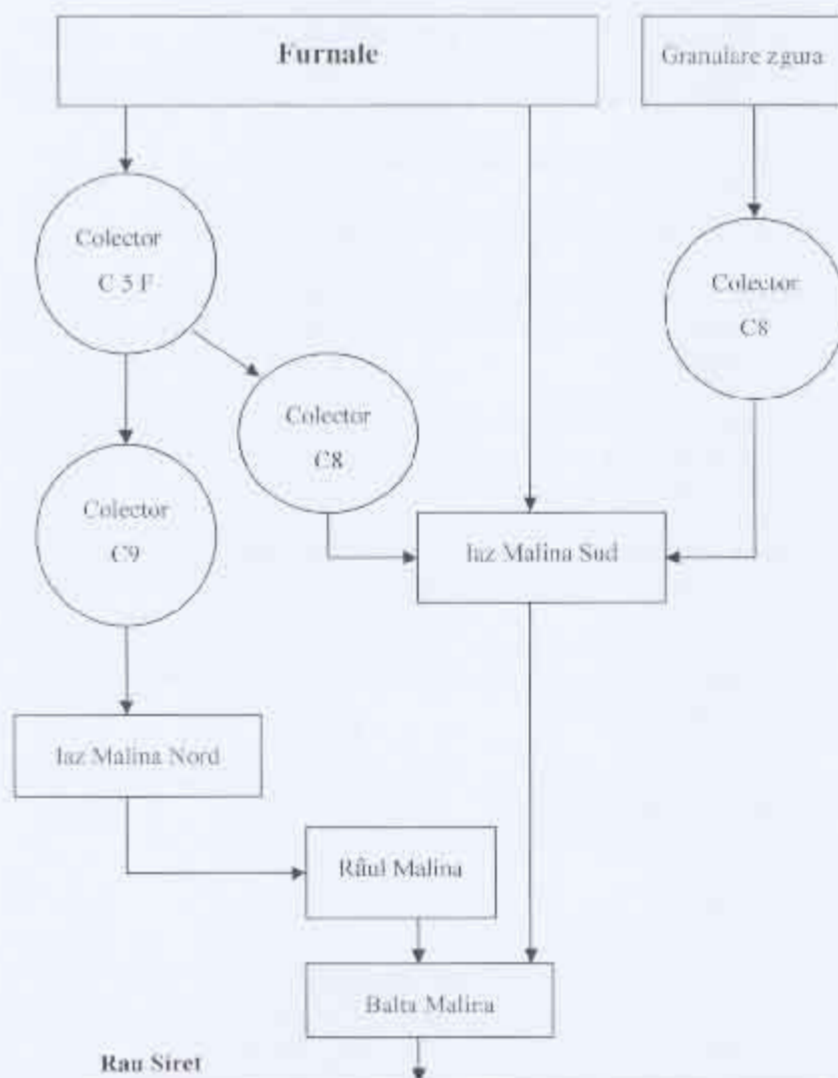 Furnale
Granulare zgura
Colector
C 5 F
Colector
C8
Colector
C8
Colector
C9
Iaz Malina Sud
Iaz Malina Nord
Râul Malina
Balta Malina
Rau Siret